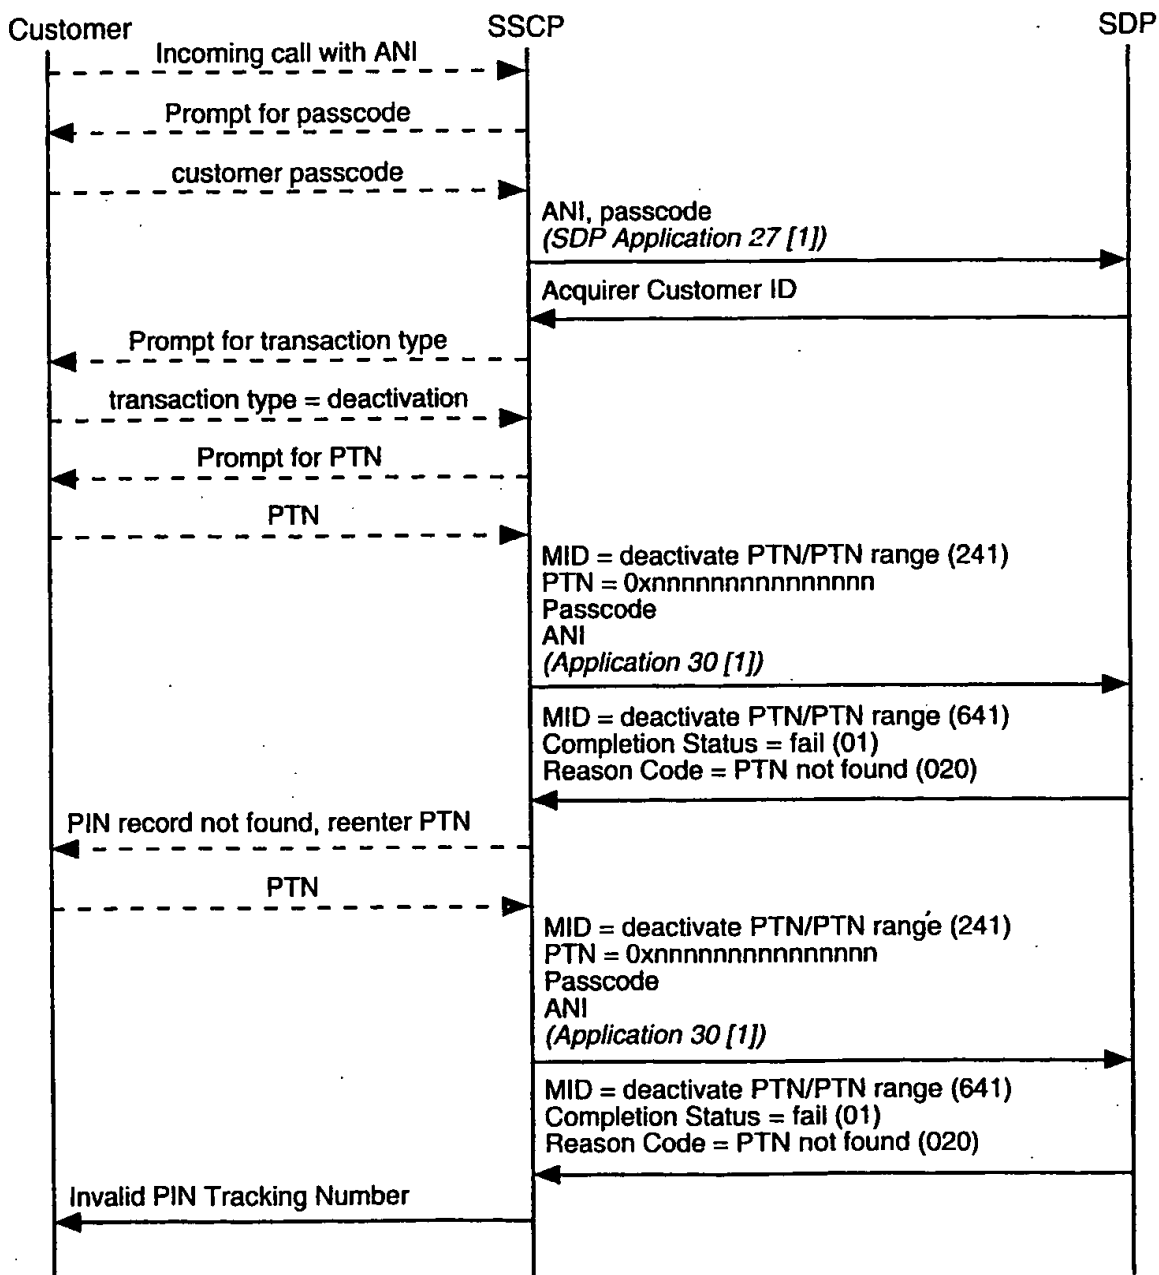 Customer
SSCP
SDP
Incoming call with ANI
Prompt for passcode
customer passcode
ANI, passcode
(SDP Application 27 [1])
Acquirer Customer ID
Prompt for transaction type
transaction type = deactivation
Prompt for PTN
PTN
MID = deactivate PTN/PTN range (241)
PTN = 0xnnnnnnnnnnnnnnnn
Passcode
ANI
(Application 30 [1])
MID = deactivate PTN/PTN range (641)
Completion Status = fail (01)
Reason Code = PTN not found (020)
PIN record not found, reenter PTN
PTN
MID = deactivate PTN/PTN range (241)
PTN = 0xnnnnnnnnnnnnnnnn
Passcode
ANI
(Application 30 [1])
MID = deactivate PTN/PTN range (641)
Completion Status = fail (01)
Reason Code = PTN not found (020)
Invalid PIN Tracking Number